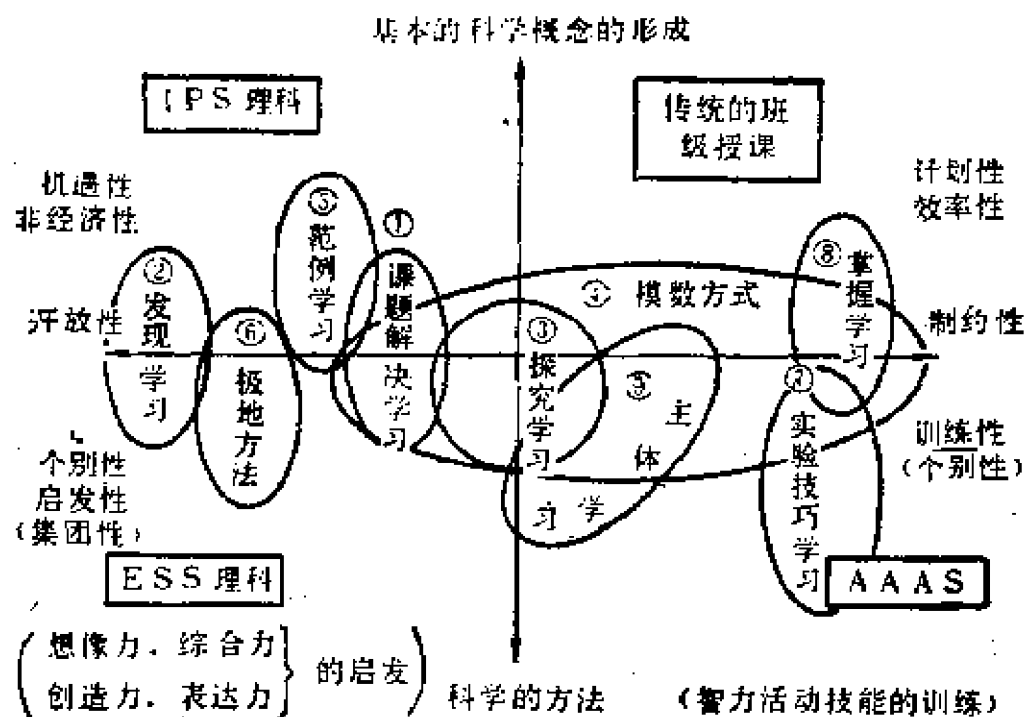 基本的科学概念的形成
IPS 理科
传统的班
级授课
机遇性
非经济性
计划性
效率性
⑤范例学习
①课题解决学习
⑧掌握学习
②发现学习
④ 模数方式
开放性
⑥极地方法
③探究学习
制约性
主体学习
⑦实验技巧学习
个别性
启发性
(集团性)
训练性
(个别性)
ESS 理科
AAAS
想像力、综合力
创造力、表达力
的启发
科学的方法
(智力活动技能的训练)